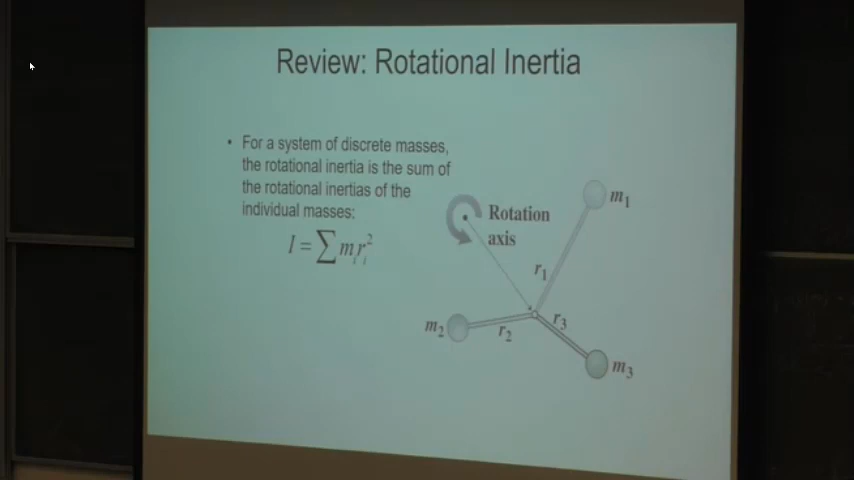 Review: Rotational Inertia
• For a system of discrete masses,
the rotational inertia is the sum of
the rotational inertias of the
individual masses:
I = ∑ mᵢrᵢ²
Rotation
axis
m₁
r₁
m₂
r₂
r₃
m₃